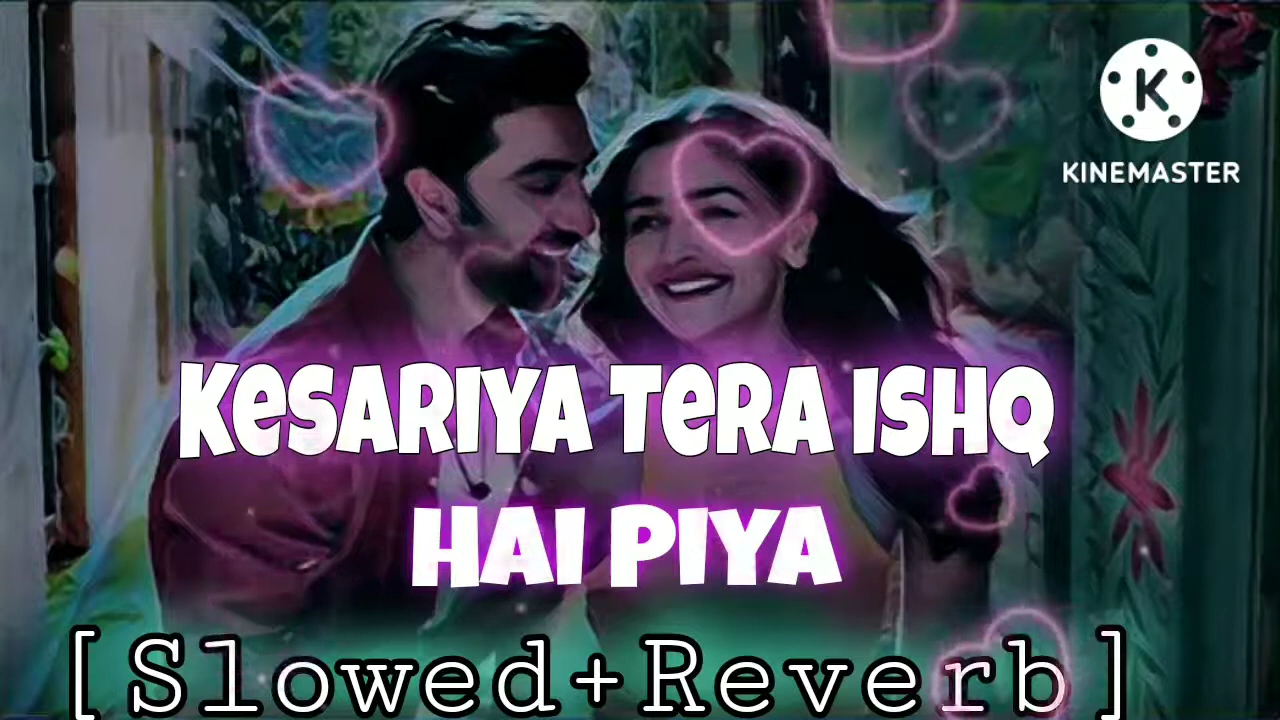 K
KINEMASTER
KeSARIYA TeRA ISHQ
HAI PIYA
[Slowed+Reverb]